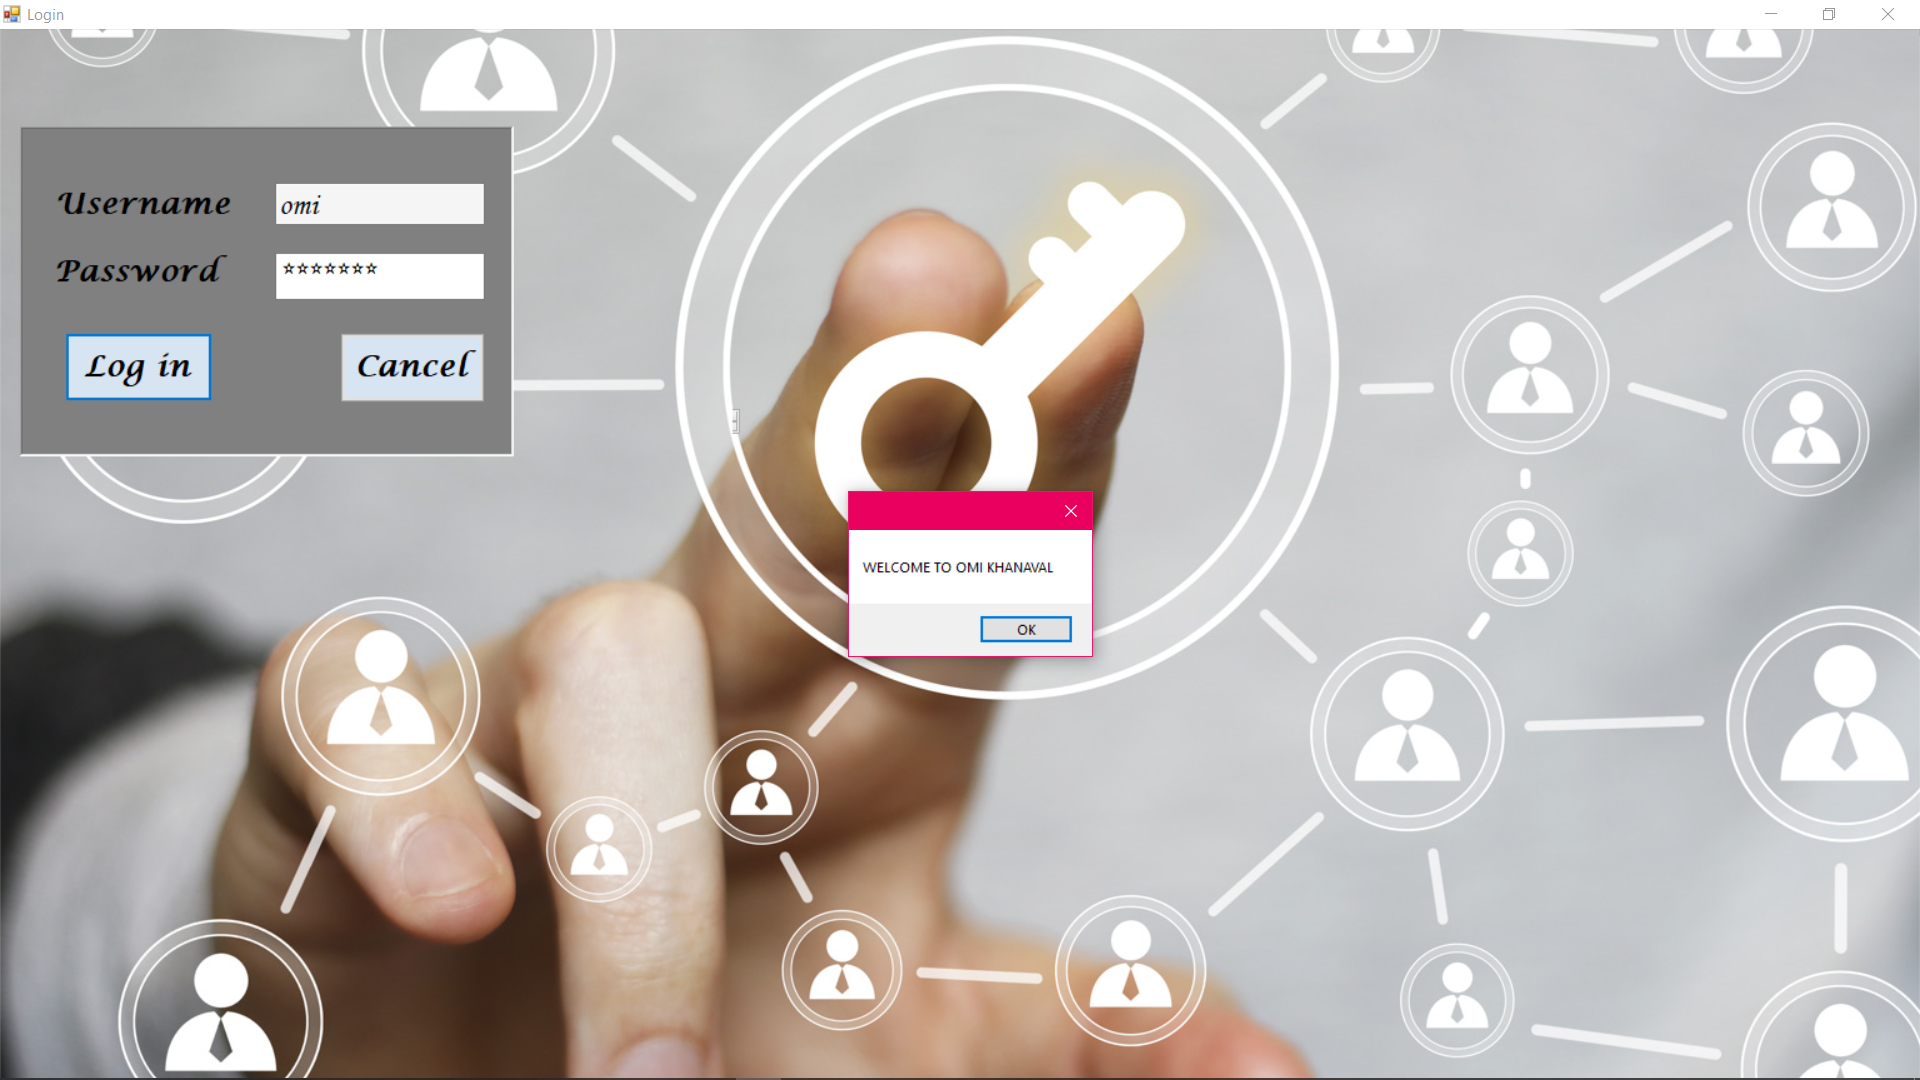 Login
Username omi
Password *******
Log in Cancel
WELCOME TO OMI KHANAVAL
OK